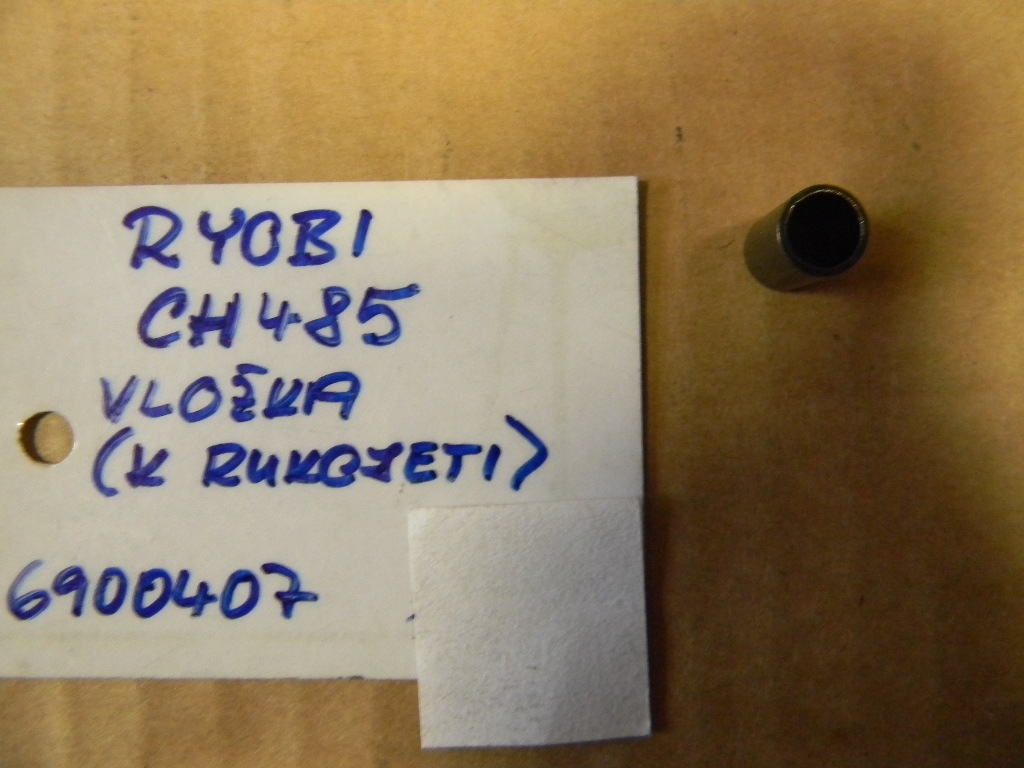 RYOBI
CH485
VLOŽKA
(K RUKOJETI)
6900407